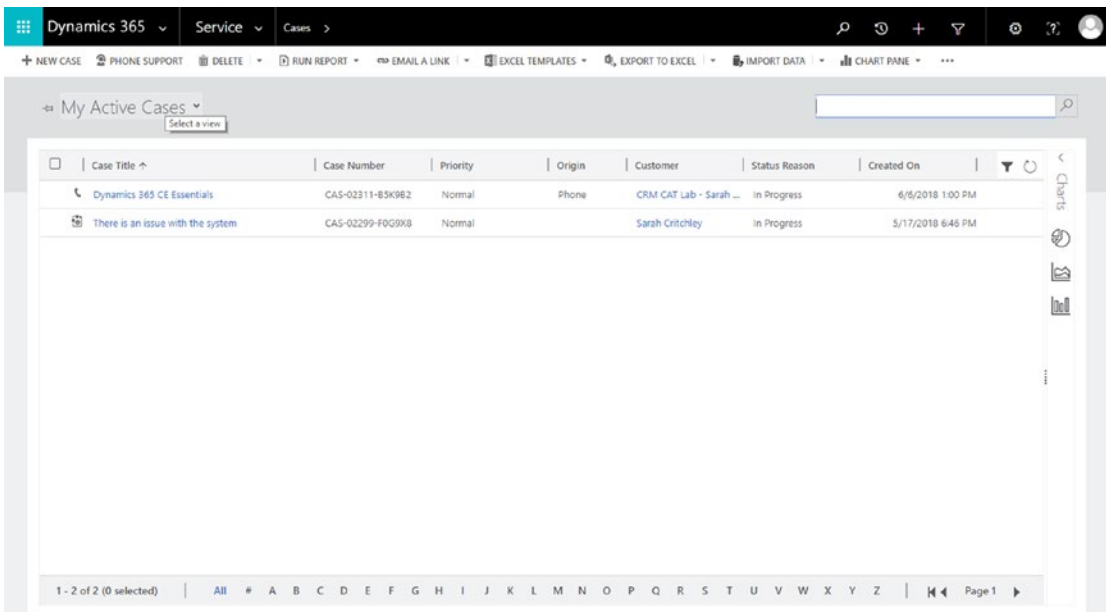 Dynamics 365 Service Cases >
+ NEW CASE PHONE SUPPORT DELETE RUN REPORT EMAIL A LINK EXCEL TEMPLATES EXPORT TO EXCEL IMPORT DATA CHART PANE ...
My Active Cases
Select a view
Case Title ↑ Case Number Priority Origin Customer Status Reason Created On
Dynamics 365 CE Essentials CAS-02311-B5K9B2 Normal Phone CRM CAT Lab - Sarah ... In Progress 6/6/2018 1:00 PM
There is an issue with the system CAS-02299-F0G9X8 Normal Sarah Critchley In Progress 5/17/2018 6:46 PM
Charts
1 - 2 of 2 (0 selected) All # A B C D E F G H I J K L M N O P Q R S T U V W X Y Z Page 1